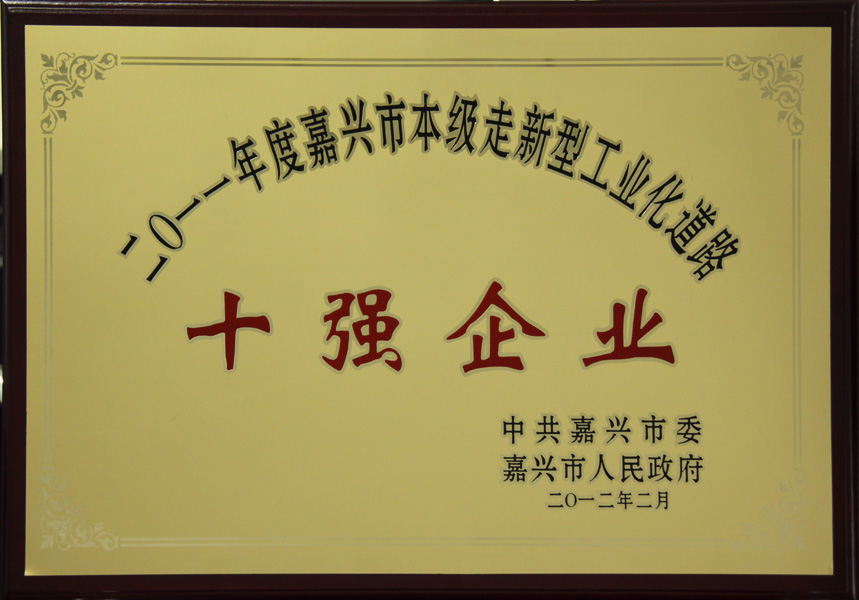 二〇一一年度嘉兴市本级走新型工业化道路
十强企业
中共嘉兴市委
嘉兴市人民政府
二〇一二年二月